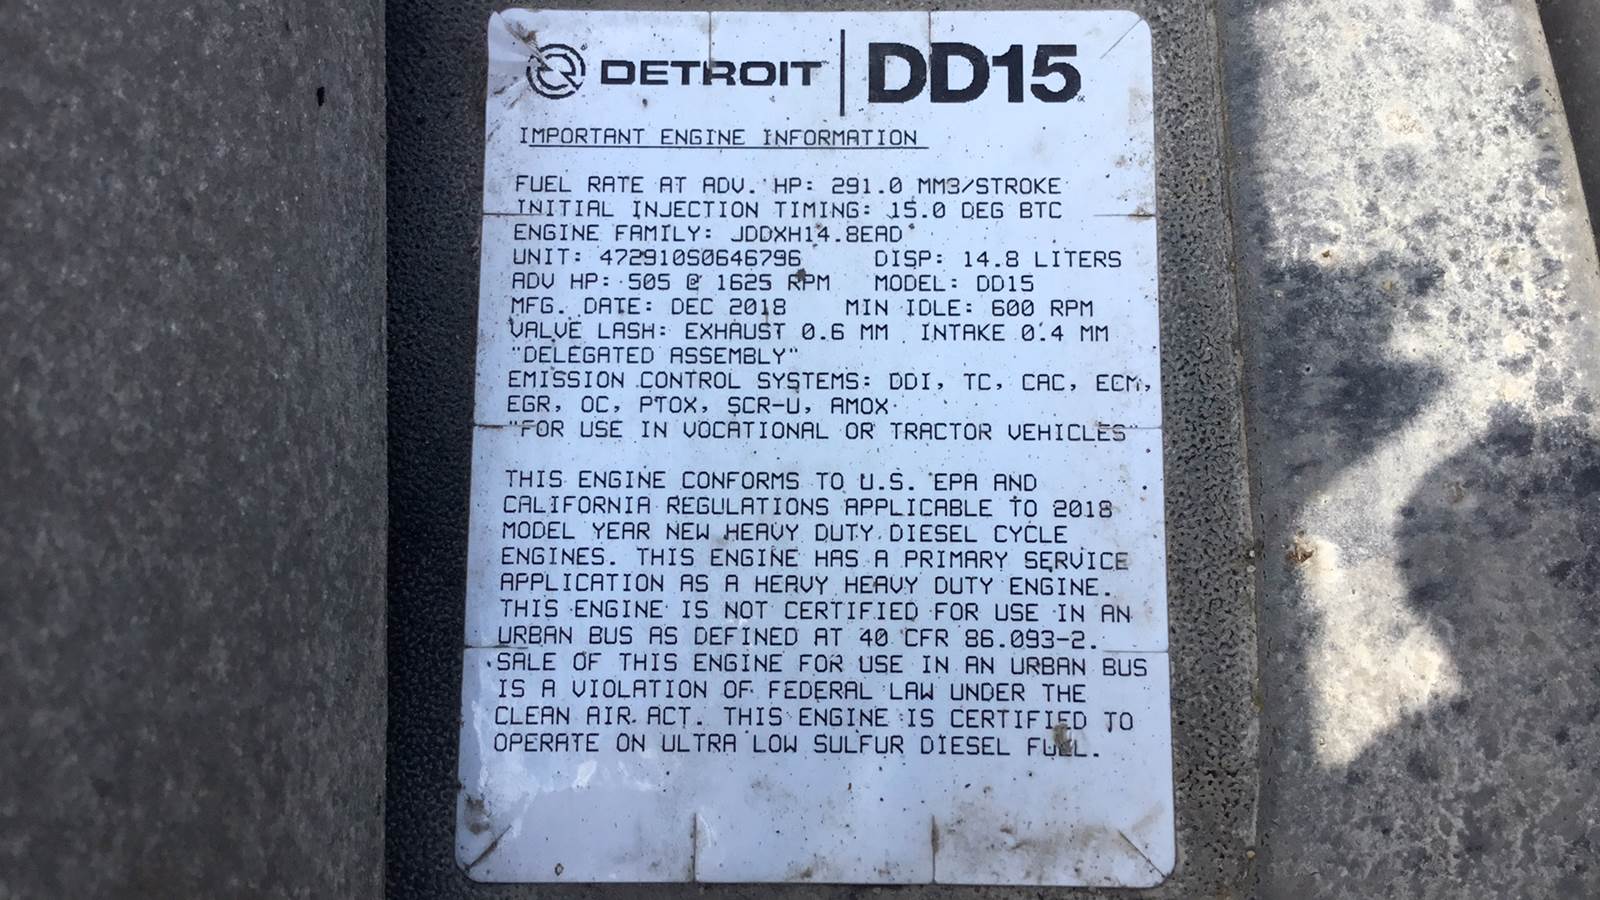 DETROIT DD15
IMPORTANT ENGINE INFORMATION
FUEL RATE AT ADV. HP: 291.0 MM3/STROKE
INITIAL INJECTION TIMING: 15.0 DEG BTC
ENGINE FAMILY: JDDXH14.8EAD
UNIT: 472910S0646796 DISP: 14.8 LITERS
ADV HP: 505 @ 1625 RPM MODEL: DD15
MFG. DATE: DEC 2018 MIN IDLE: 600 RPM
VALVE LASH: EXHAUST 0.6 MM INTAKE 0.4 MM
"DELEGATED ASSEMBLY"
EMISSION CONTROL SYSTEMS: DDI, TC, CAC, ECM,
EGR, OC, PTOX, SCR-U, AMOX
"FOR USE IN VOCATIONAL OR TRACTOR VEHICLES"
THIS ENGINE CONFORMS TO U.S. EPA AND
CALIFORNIA REGULATIONS APPLICABLE TO 2018
MODEL YEAR NEW HEAVY DUTY DIESEL CYCLE
ENGINES. THIS ENGINE HAS A PRIMARY SERVICE
APPLICATION AS A HEAVY HEAVY DUTY ENGINE.
THIS ENGINE IS NOT CERTIFIED FOR USE IN AN
URBAN BUS AS DEFINED AT 40 CFR 86.093-2.
SALE OF THIS ENGINE FOR USE IN AN URBAN BUS
IS A VIOLATION OF FEDERAL LAW UNDER THE
CLEAN AIR ACT. THIS ENGINE IS CERTIFIED TO
OPERATE ON ULTRA LOW SULFUR DIESEL FUEL.